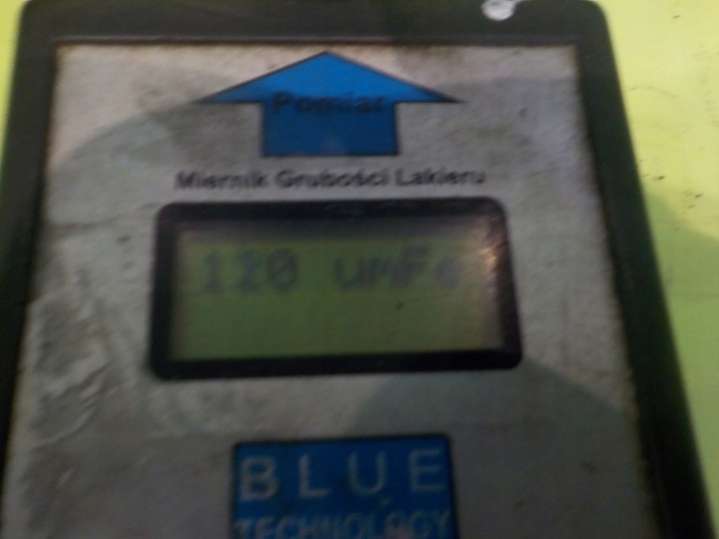 Pomiar
Miernik Grubości Lakieru
120 umFe
BLUE
TECHNOLOGY